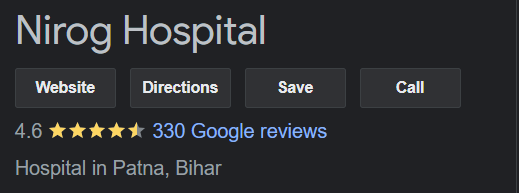 Nirog Hospital
Website Directions Save Call
4.6 330 Google reviews
Hospital in Patna, Bihar